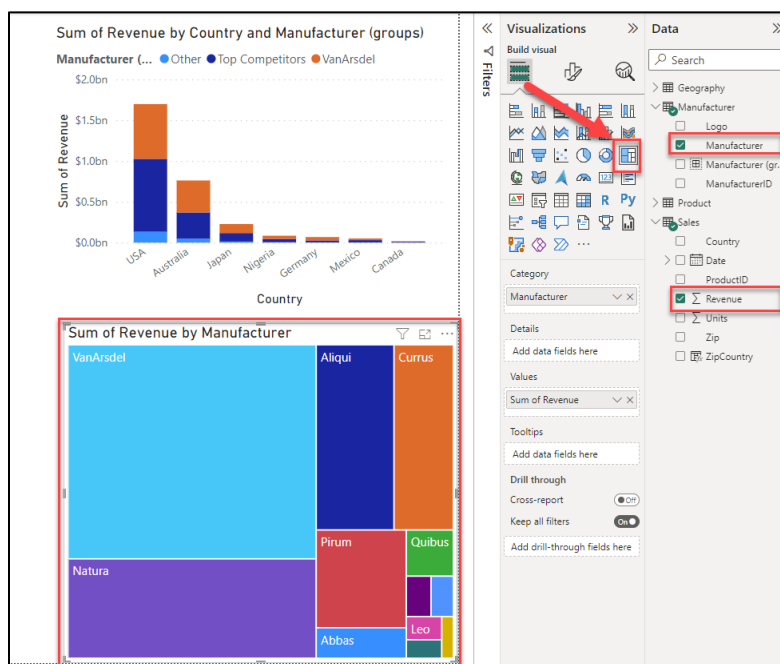 Sum of Revenue by Country and Manufacturer (groups)
Manufacturer (... Other Top Competitors VanArsdel
$2.0bn
$1.5bn
$1.0bn
$0.5bn
$0.0bn
Sum of Revenue
USA
Australia
Japan
Nigeria
Germany
Mexico
Canada
Country
Sum of Revenue by Manufacturer
VanArsdel
Aliqui
Currus
Natura
Pirum
Quibus
Abbas
Leo
Filters
Visualizations
Build visual
123
R Py
Category
Manufacturer
Details
Add data fields here
Values
Sum of Revenue
Tooltips
Add data fields here
Drill through
Cross-report Off
Keep all filters On
Add drill-through fields here
Data
Search
Geography
Manufacturer
Logo
Manufacturer
Manufacturer (gr...
ManufacturerID
Product
Sales
Country
Date
ProductID
Revenue
Units
Zip
ZipCountry